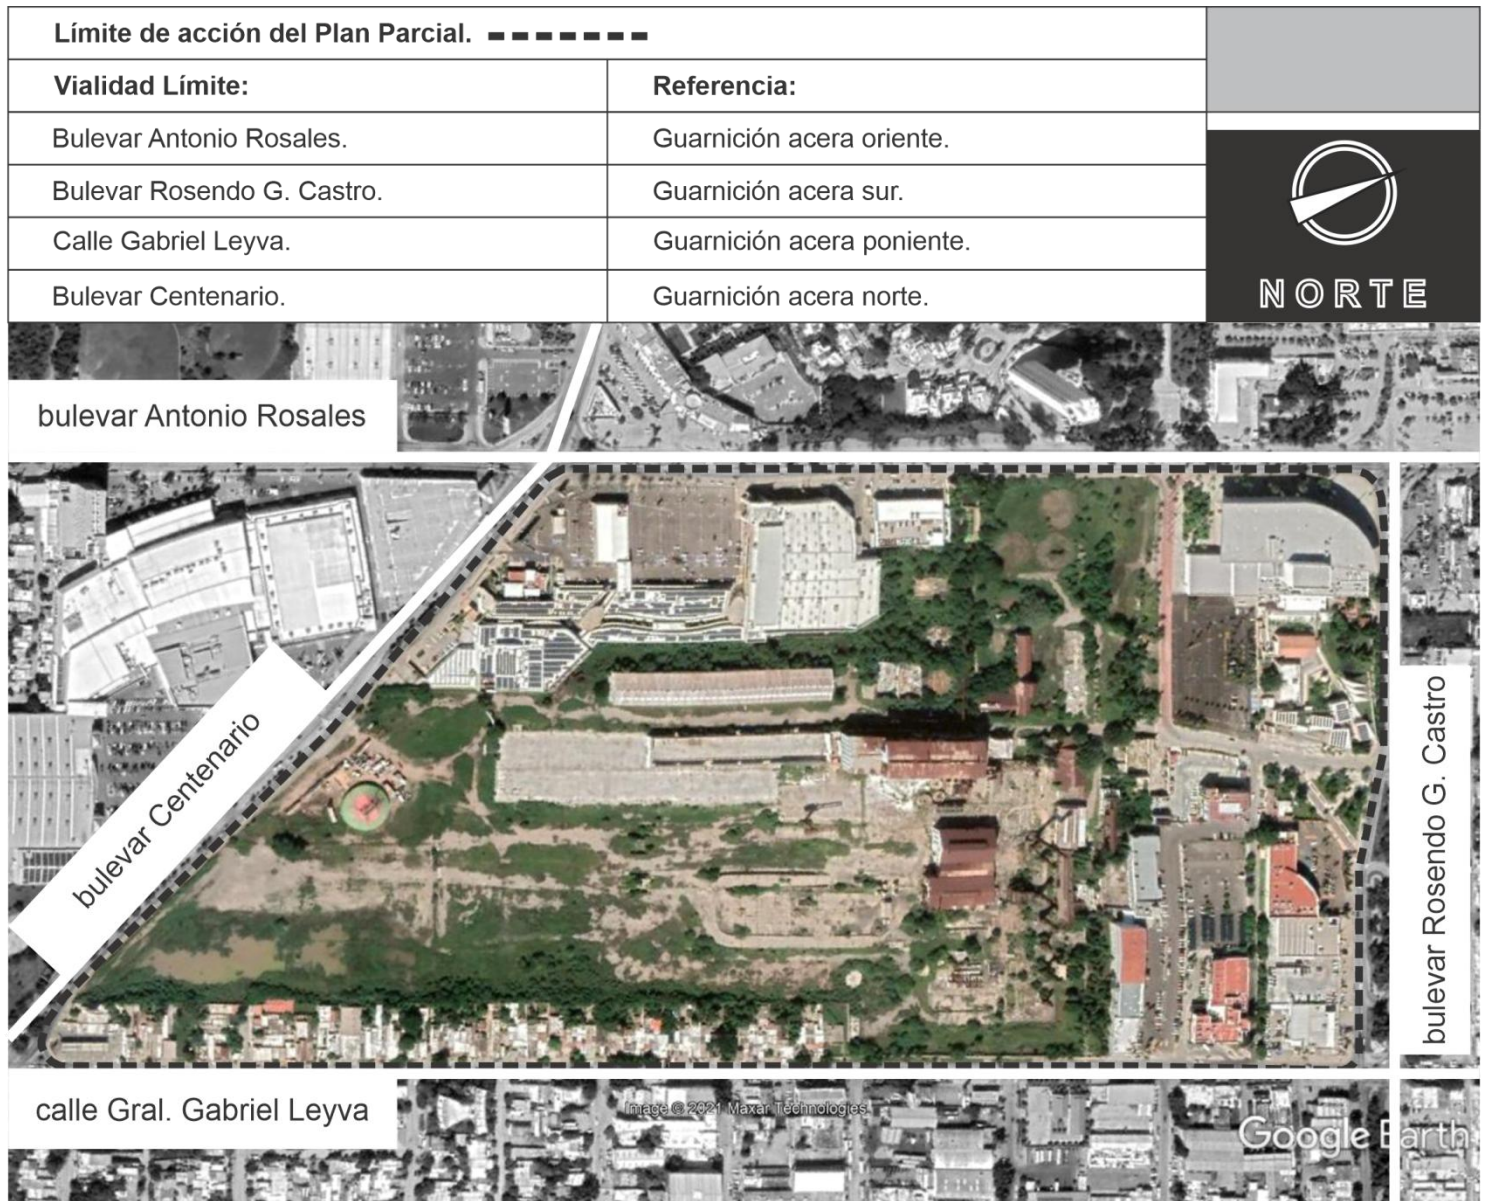 Límite de acción del Plan Parcial.
Vialidad Límite: Referencia:
Bulevar Antonio Rosales. Guarnición acera oriente.
Bulevar Rosendo G. Castro. Guarnición acera sur.
Calle Gabriel Leyva. Guarnición acera poniente.
Bulevar Centenario. Guarnición acera norte.
NORTE
bulevar Antonio Rosales
bulevar Centenario
bulevar Rosendo G. Castro
calle Gral. Gabriel Leyva
Image © 2021 Maxar Technologies
Google Earth